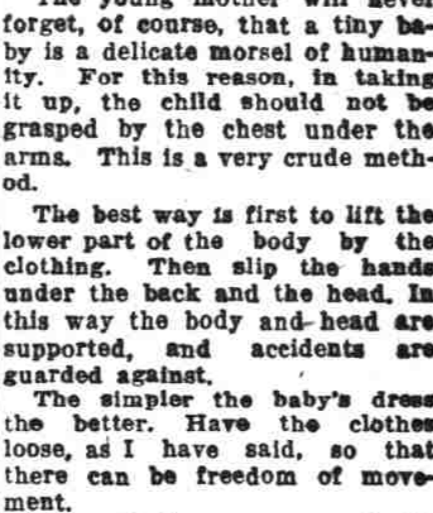 The young mother will never
forget, of course, that a tiny ba-
by is a delicate morsel of human-
ity. For this reason, in taking
it up, the child should not be
grasped by the chest under the
arms. This is a very crude meth-
od.
The best way is first to lift the
lower part of the body by the
clothing. Then slip the hands
under the back and the head. In
this way the body and head are
supported, and accidents are
guarded against.
The simpler the baby's dress
the better. Have the clothes
loose, as I have said, so that
there can be freedom of move-
ment.